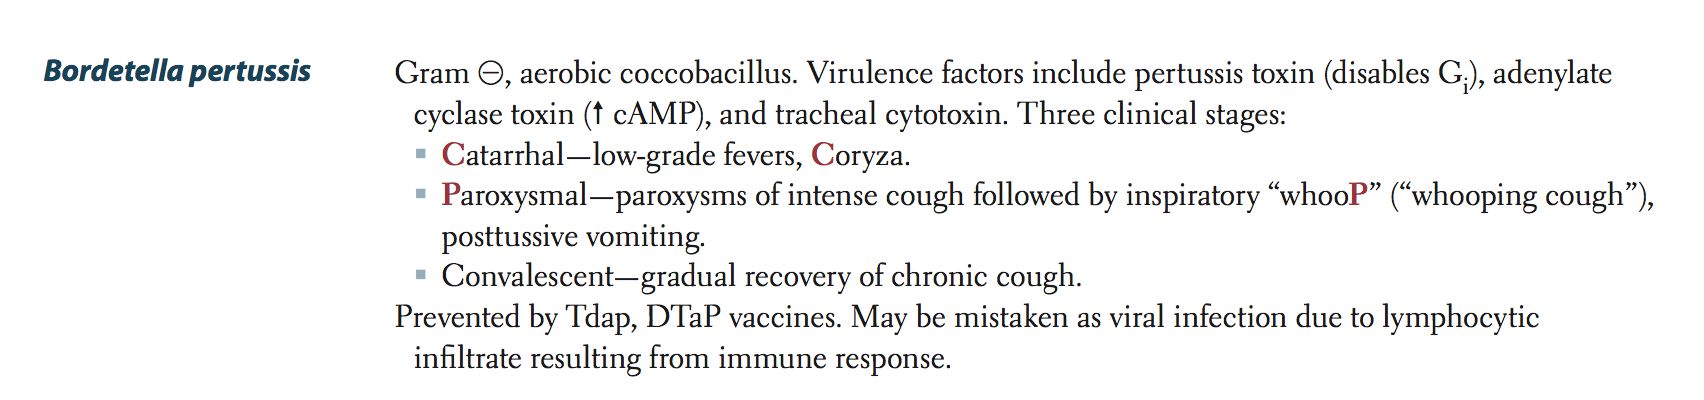 Bordetella pertussis
Gram ⊖, aerobic coccobacillus. Virulence factors include pertussis toxin (disables Gi), adenylate
cyclase toxin (↑ cAMP), and tracheal cytotoxin. Three clinical stages:
▪ Catarrhal—low-grade fevers, Coryza.
▪ Paroxysmal—paroxysms of intense cough followed by inspiratory “whooP” (“whooping cough”),
posttussive vomiting.
▪ Convalescent—gradual recovery of chronic cough.
Prevented by Tdap, DTaP vaccines. May be mistaken as viral infection due to lymphocytic
infiltrate resulting from immune response.